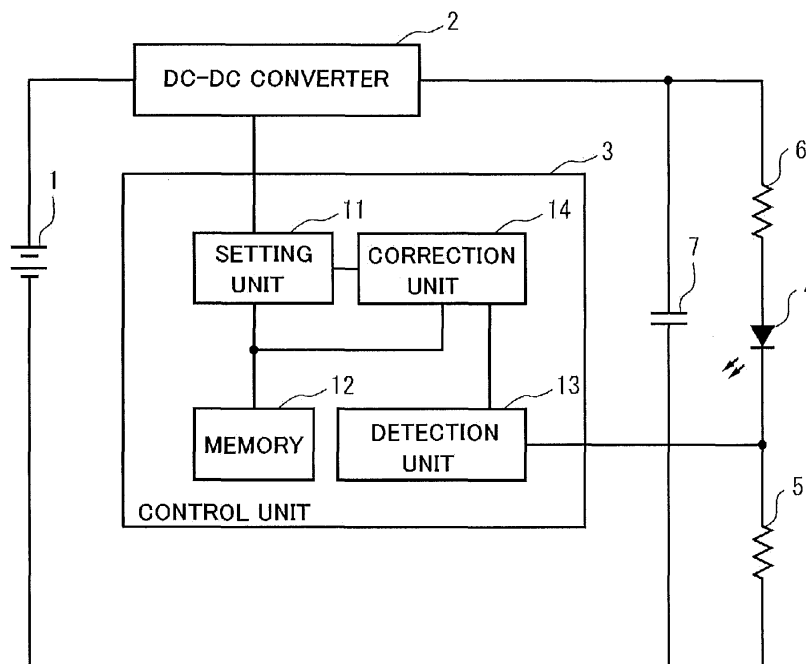 2
DC-DC CONVERTER
3
6
1
11
14
SETTING
UNIT
CORRECTION
UNIT
7
12
13
MEMORY
DETECTION
UNIT
5
CONTROL UNIT